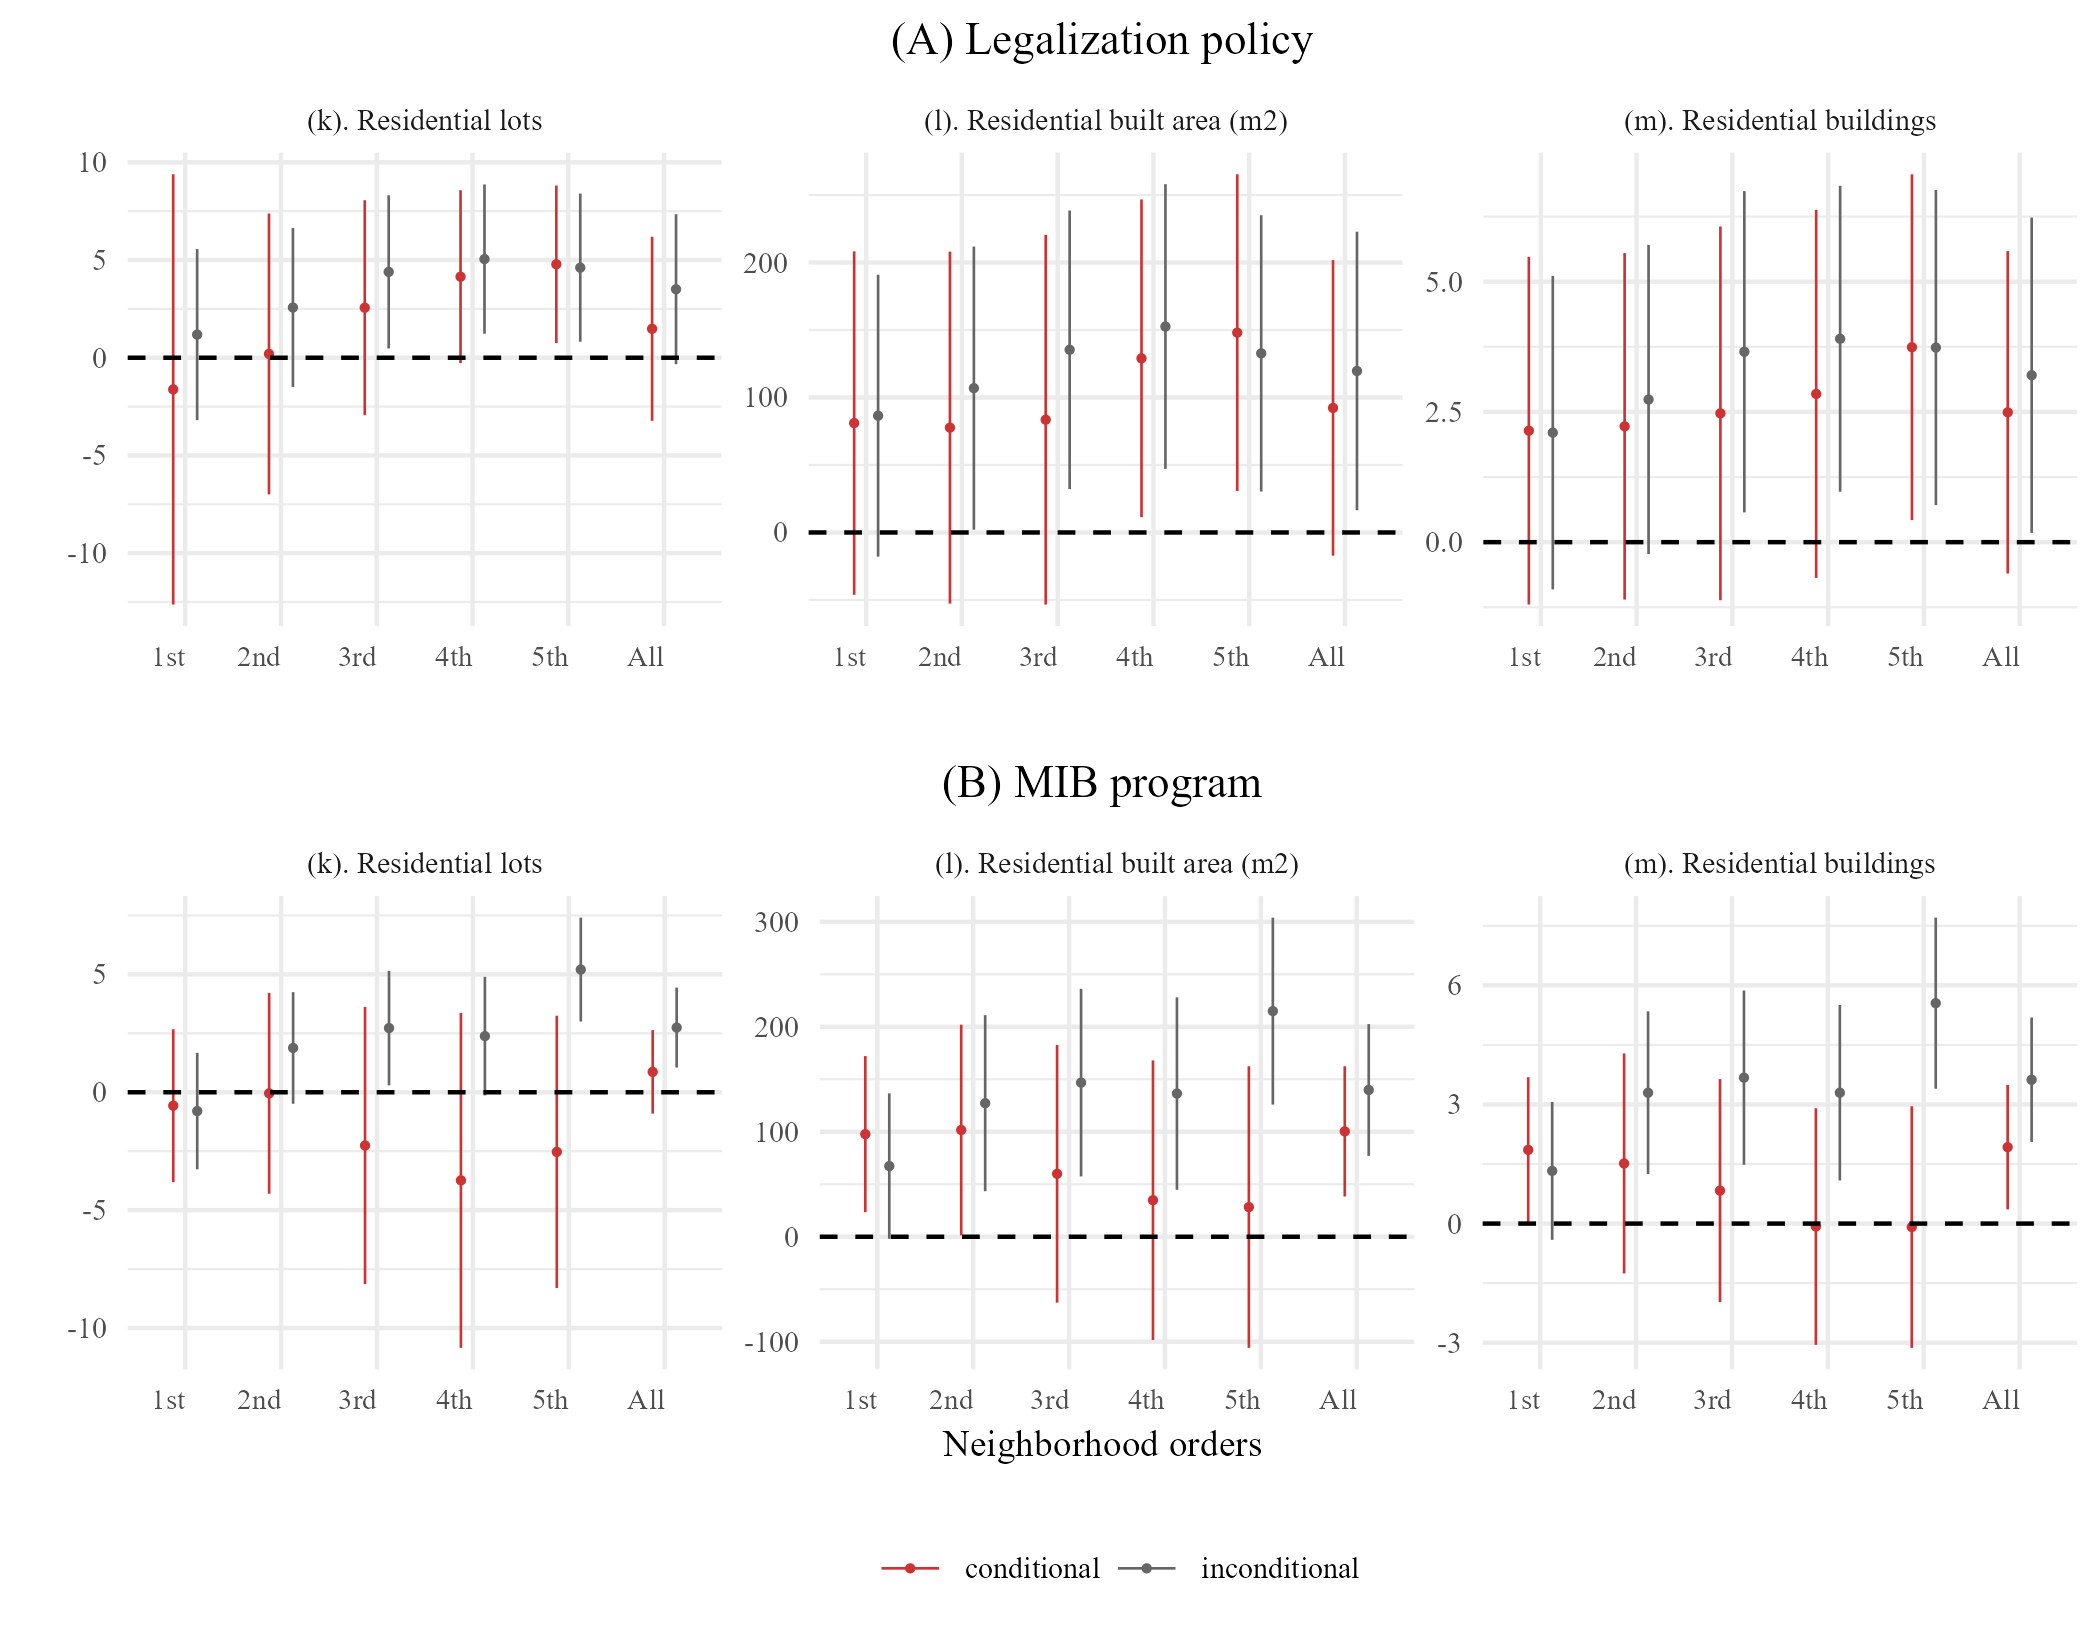 (A) Legalization policy
(k). Residential lots
10
5
0
-5
-10
1st 2nd 3rd 4th 5th All
(l). Residential built area (m2)
200
100
0
1st 2nd 3rd 4th 5th All
(m). Residential buildings
5.0
2.5
0.0
1st 2nd 3rd 4th 5th All
(B) MIB program
(k). Residential lots
5
0
-5
-10
1st 2nd 3rd 4th 5th All
(l). Residential built area (m2)
300
200
100
0
-100
1st 2nd 3rd 4th 5th All
(m). Residential buildings
6
3
0
-3
1st 2nd 3rd 4th 5th All
Neighborhood orders
conditional inconditional